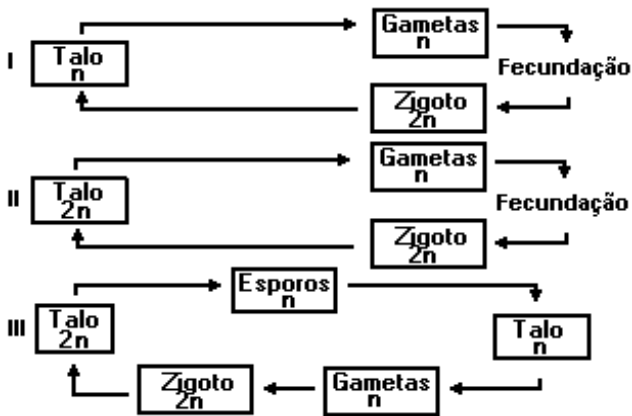 I
Talo
n
Gametas
n
Fecundação
Zigoto
2n
II
Talo
2n
Gametas
n
Fecundação
Zigoto
2n
III
Talo
2n
Esporos
n
Talo
n
Gametas
n
Zigoto
2n